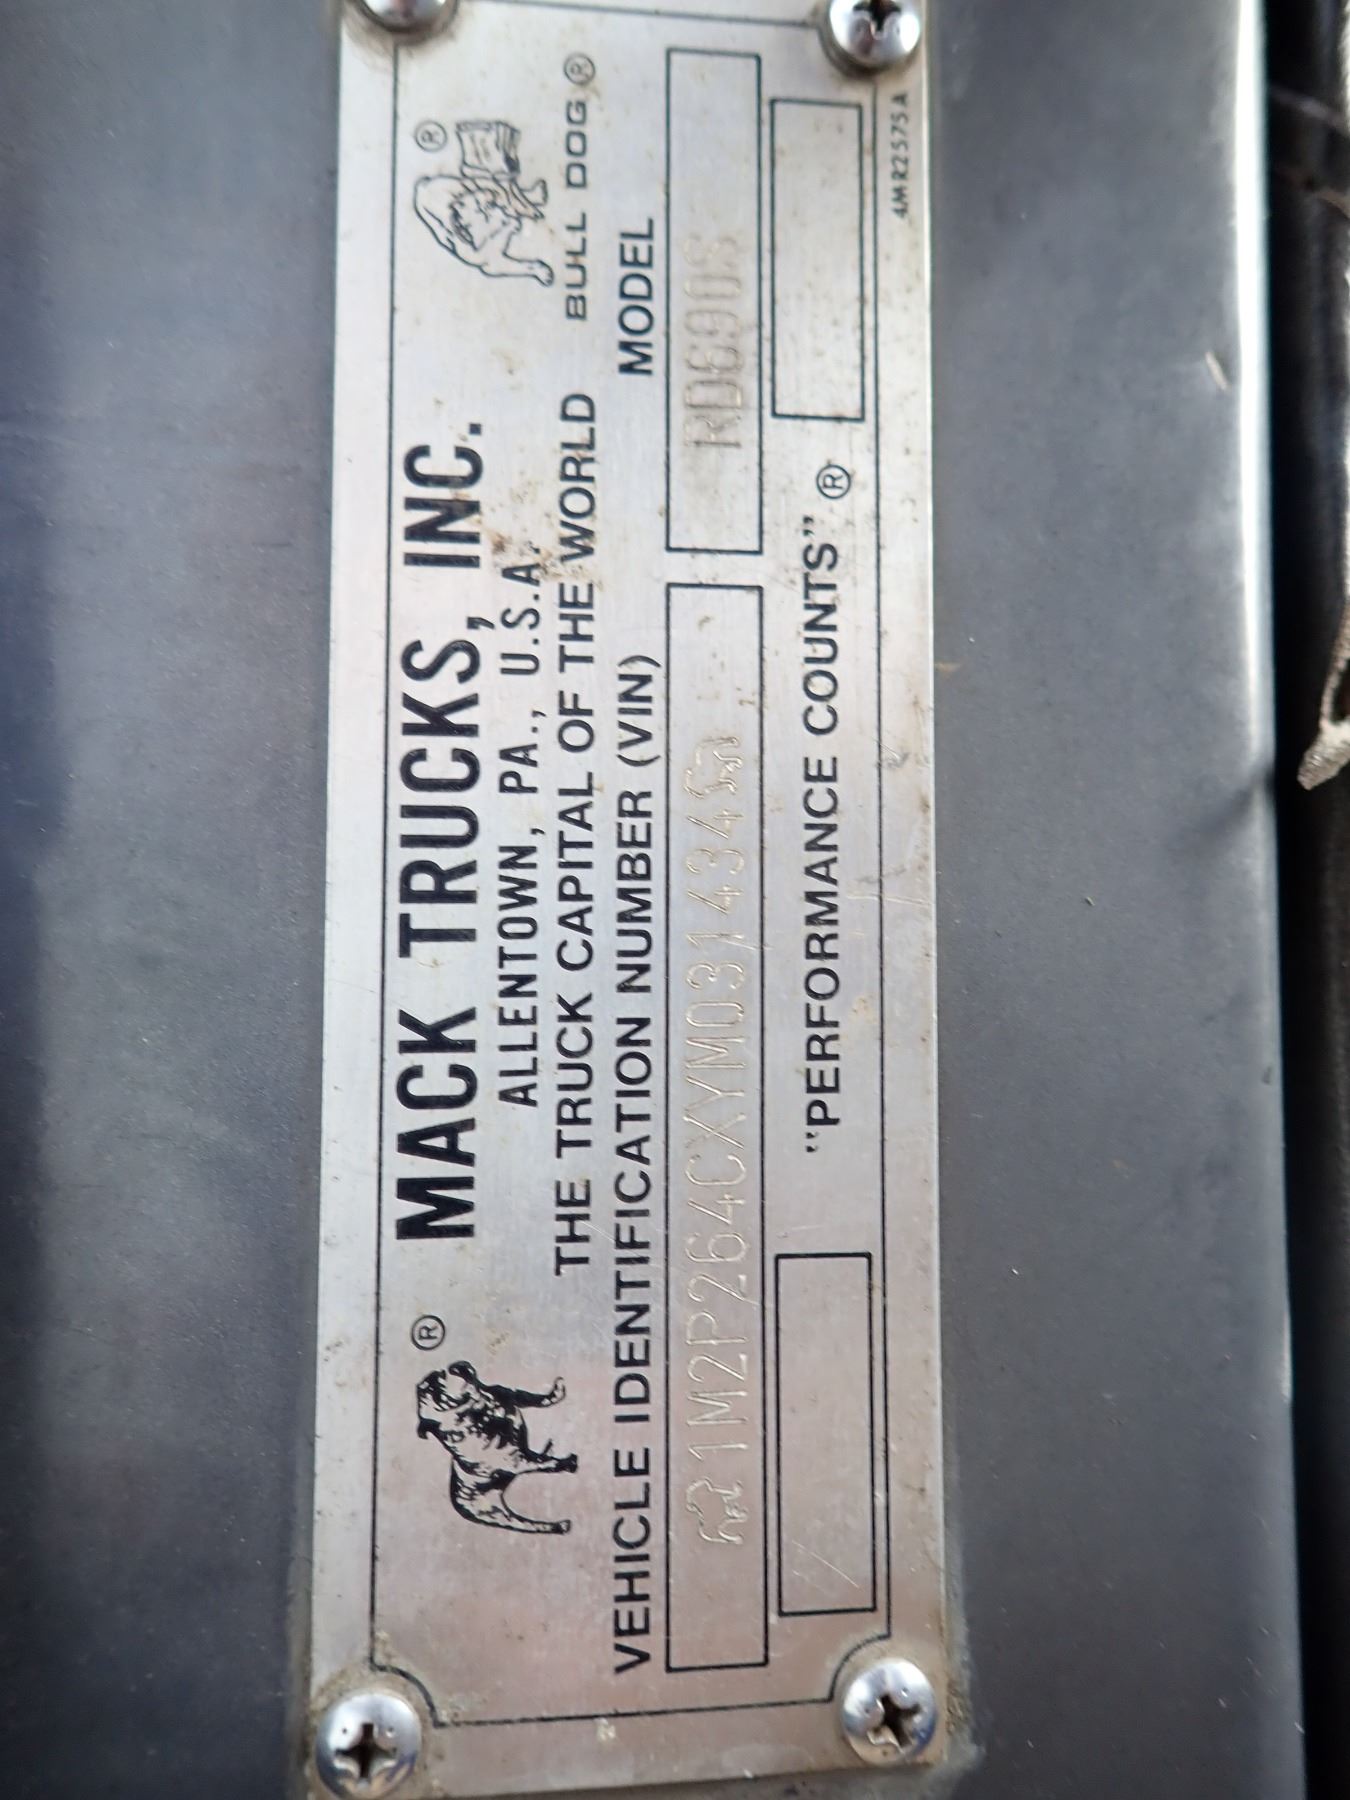 MACK TRUCKS, INC.
ALLENTOWN, PA., U.S.A.
THE TRUCK CAPITAL OF THE WORLD
BULL DOG®
VEHICLE IDENTIFICATION NUMBER (VIN)
MODEL
1M2P264CXYM031434
RD690S
"PERFORMANCE COUNTS" ®
4MR2575A
®
®